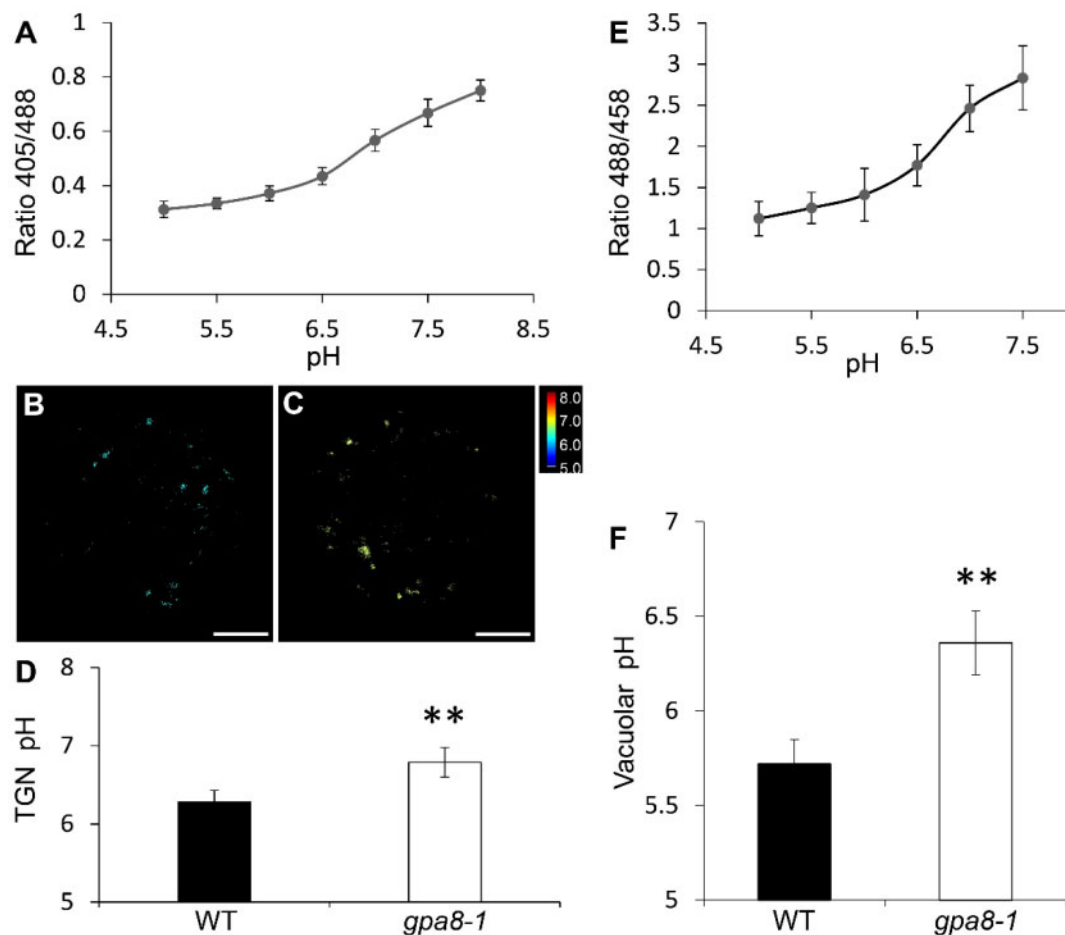 A
Ratio 405/488
1
0.8
0.6
0.4
0.2
0
4.5 5.5 6.5 7.5 8.5
pH
E
Ratio 488/458
3.5
3
2.5
2
1.5
1
0.5
0
4.5 5.5 6.5 7.5
pH
B
C
8.0
7.0
6.0
5.0
D
TGN pH
8
7
6
5
**
WT gpa8-1
F
Vacuolar pH
7
6.5
6
5.5
5
**
WT gpa8-1